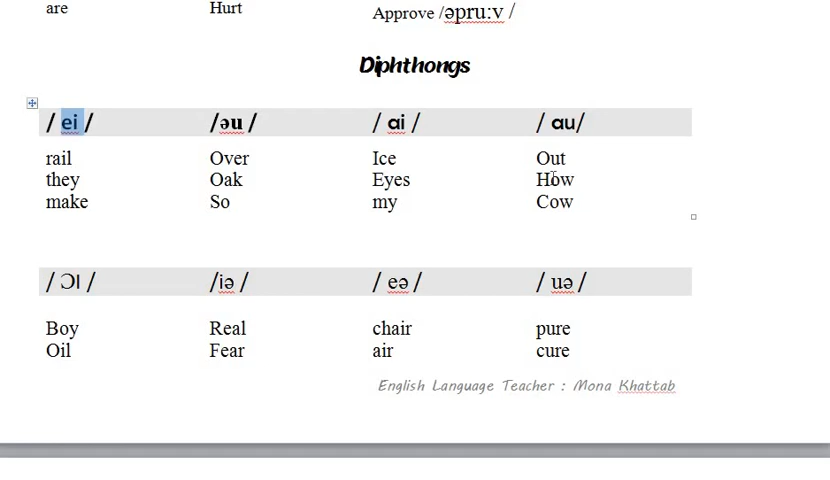 are Hurt Approve /əpru:v /
Diphthongs
/ ei / /əu / / ai / / au/
rail Over Ice Out
they Oak Eyes How
make So my Cow
/ ƆI / /iə / / eə / / uə /
Boy Real chair pure
Oil Fear air cure
English Language Teacher : Mona Khattab